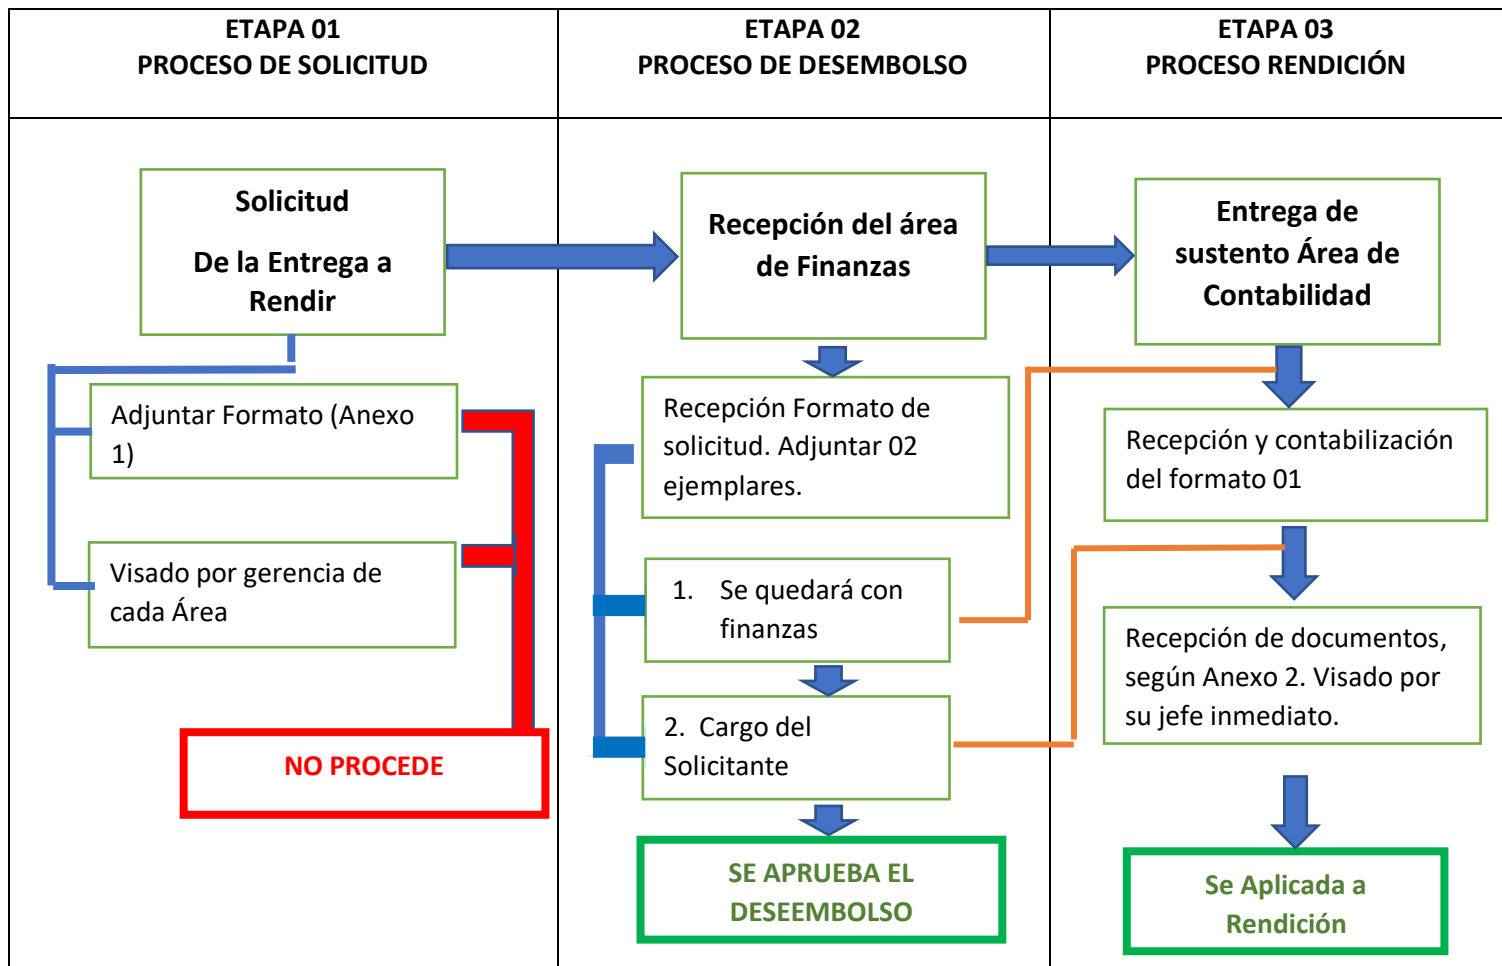 ETAPA 01
PROCESO DE SOLICITUD
ETAPA 02
PROCESO DE DESEMBOLSO
ETAPA 03
PROCESO RENDICIÓN
Solicitud
De la Entrega a
Rendir
Adjuntar Formato (Anexo
1)
Visado por gerencia de
cada Área
NO PROCEDE
Recepción del área
de Finanzas
Recepción Formato de
solicitud. Adjuntar 02
ejemplares.
1. Se quedará con
finanzas
2. Cargo del
Solicitante
SE APRUEBA EL
DESEEMBOLSO
Entrega de
sustento Área de
Contabilidad
Recepción y contabilización
del formato 01
Recepción de documentos,
según Anexo 2. Visado por
su jefe inmediato.
Se Aplicada a
Rendición